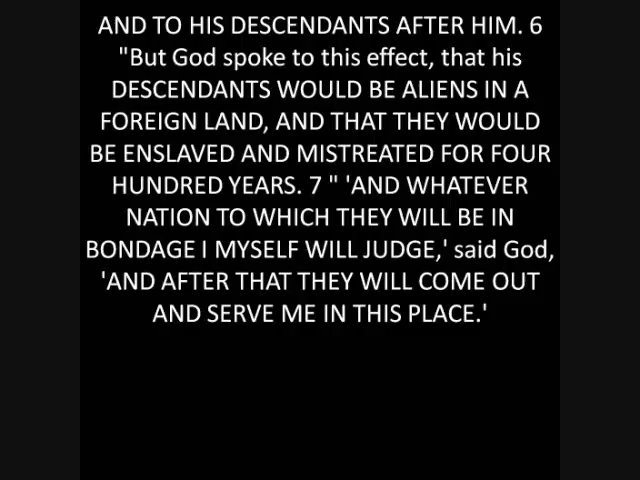 AND TO HIS DESCENDANTS AFTER HIM. 6
"But God spoke to this effect, that his
DESCENDANTS WOULD BE ALIENS IN A
FOREIGN LAND, AND THAT THEY WOULD
BE ENSLAVED AND MISTREATED FOR FOUR
HUNDRED YEARS. 7 " 'AND WHATEVER
NATION TO WHICH THEY WILL BE IN
BONDAGE I MYSELF WILL JUDGE,' said God,
'AND AFTER THAT THEY WILL COME OUT
AND SERVE ME IN THIS PLACE.'